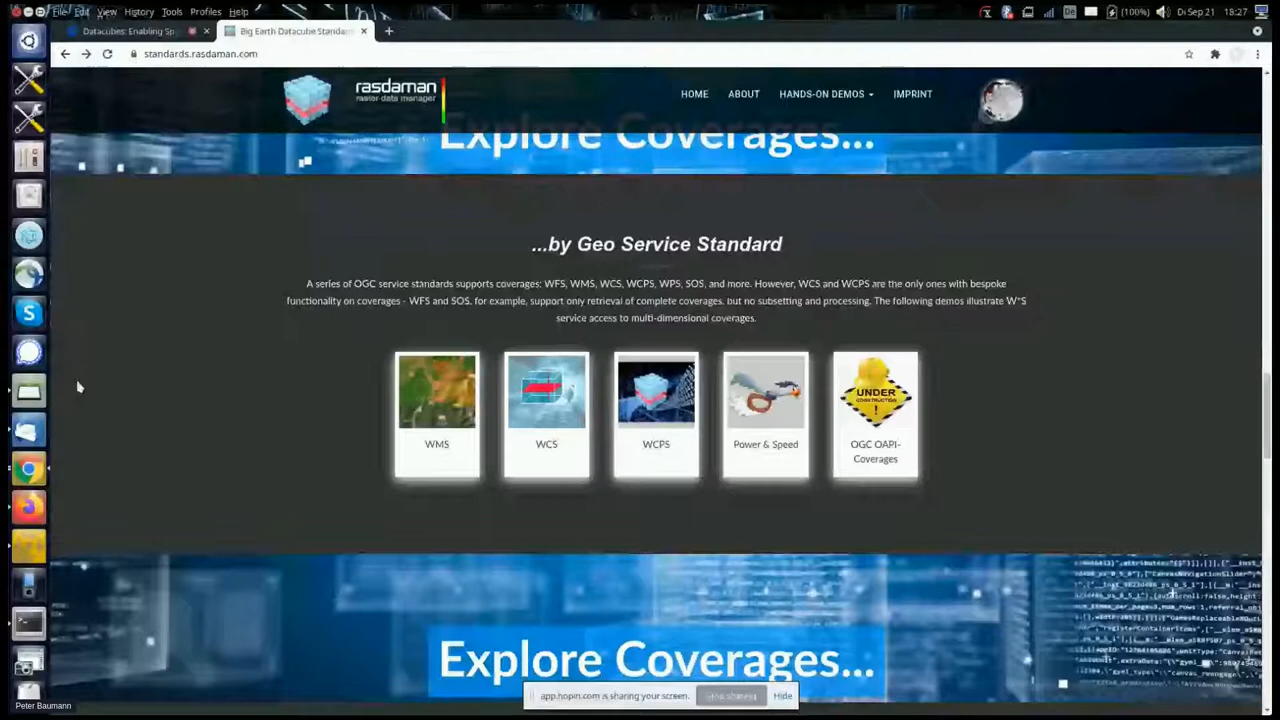 File Edit View History Tools Profiles Help
De (100%) Di Sep 21 18:27
Datacubes: Enabling Sp
Big Earth Datacube Standard
standards.rasdaman.com
rasdaman
raster data manager
HOME ABOUT HANDS-ON DEMOS IMPRINT
Explore Coverages...
...by Geo Service Standard
A series of OGC service standards supports coverages: WFS, WMS, WCS, WCPS, WPS, SOS, and more. However, WCS and WCPS are the only ones with bespoke
functionality on coverages - WFS and SOS, for example, support only retrieval of complete coverages, but no subsetting and processing. The following demos illustrate W*S
service access to multi-dimensional coverages.
UNDER
CONSTRUCTION
!
WMS WCS WCPS Power & Speed OGC OAPI-
Coverages
Explore Coverages...
app.hopin.com is sharing your screen. Stop sharing Hide
Peter Baumann